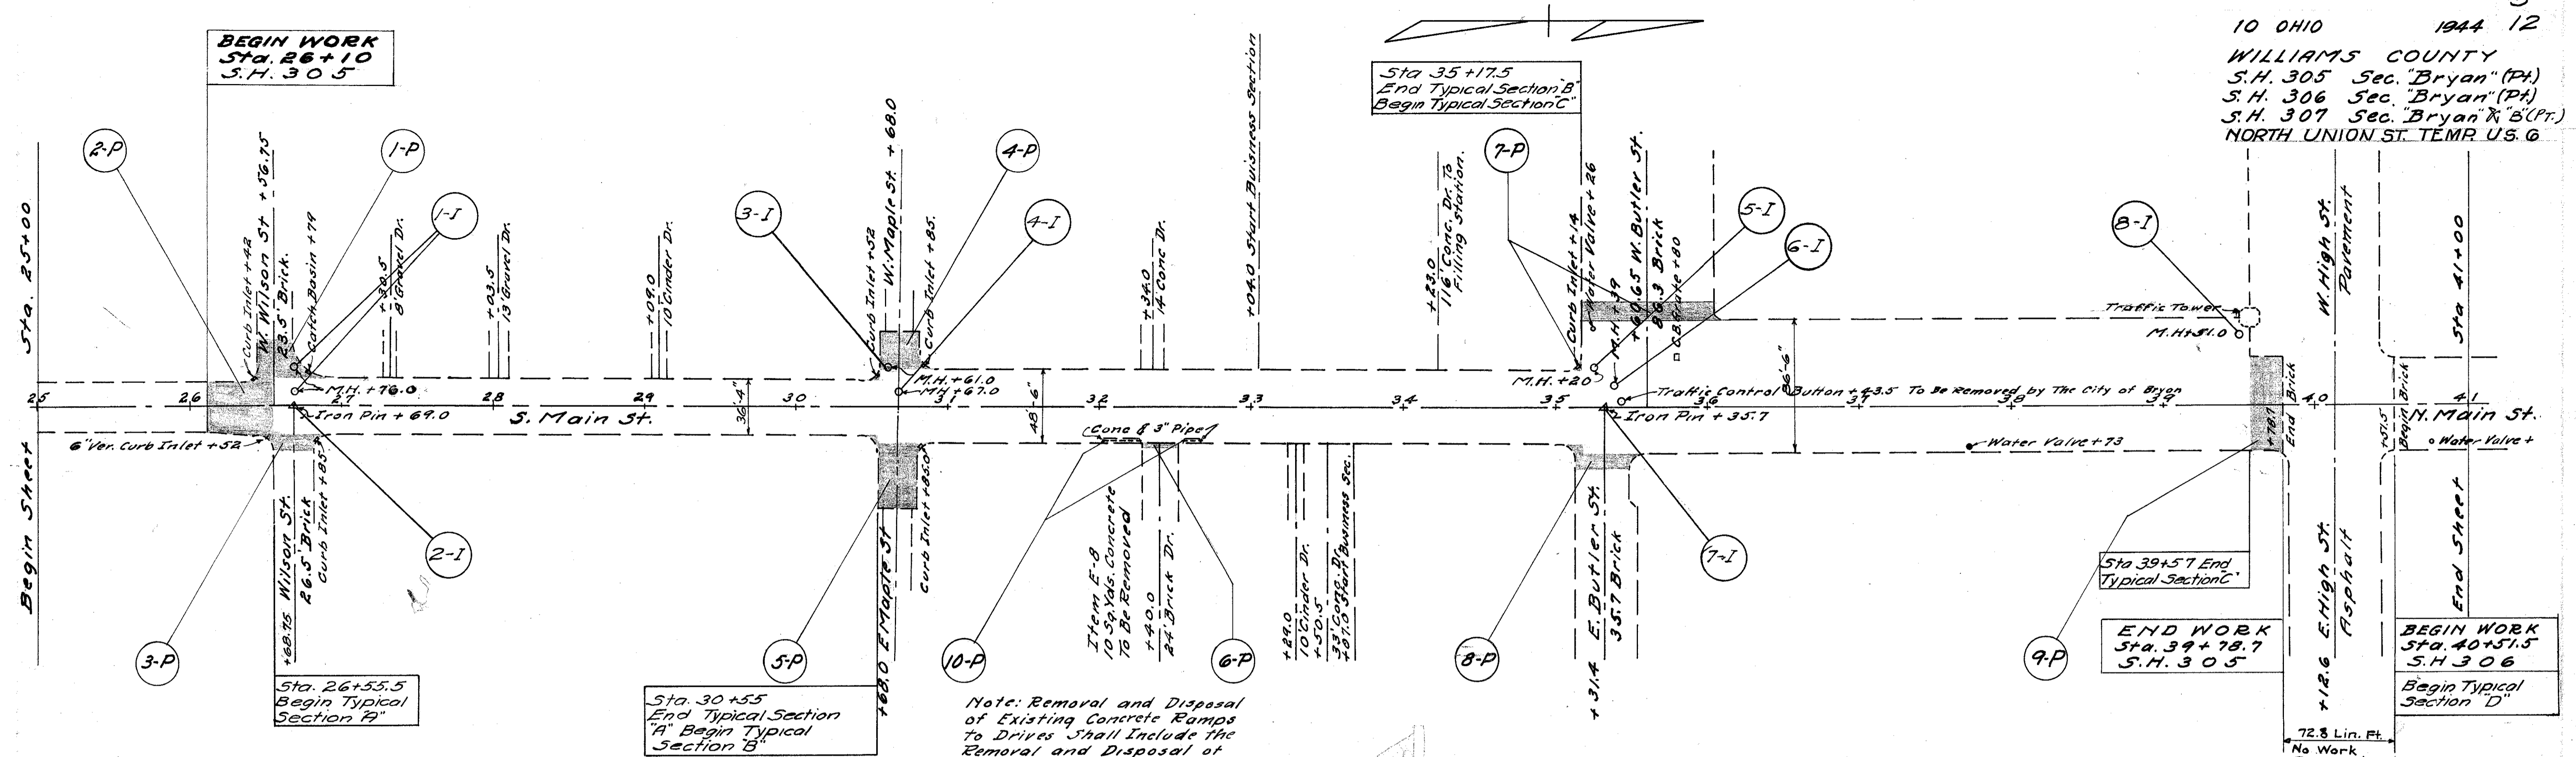 10 OHIO 1944 12
WILLIAMS COUNTY
S.H. 305 Sec. "Bryan" (Pt.)
S.H. 306 Sec. "Bryan" (Pt)
S.H. 307 Sec. "Bryan" & "B" (PT.)
NORTH UNION ST. TEMP. U.S. 6
BEGIN WORK
Sta. 26+10
S.H. 305
Sta 35+17.5
End Typical Section "B"
Begin Typical Section "C"
2-P
1-P
1-I
3-I
4-P
4-I
7-P
5-I
6-I
8-I
Begin Sheet Sta. 25+00
Curb Inlet +42
W. Wilson St +56.75
23.5' Brick.
Catch Basin +79
+30.5
8' Gravel Dr.
+03.5
13' Gravel Dr.
+09.0
10' Cinder Dr.
Curb Inlet +52
W. Maple St. +68.0
Curb Inlet +85.
+34.0
14' Conc Dr.
+04.0 Start Buisness Section
+23.0
116' Conc. Dr. To
Filling Station.
Curb Inlet +14
Water Valve +26
M.H. +39
+60.65 W. Butler St.
86.3 Brick
C.B. Grate +80
Traffic Tower
M.H. +51.0
W. High St.
Pavement
End Sheet Sta 41+00
M.H. +76.0
Iron Pin +69.0
M.H. +61.0
MH +67.0
M.H. +20
Traffic Control Button +43.5 To Be Removed by The City of Bryan
Iron Pin +35.7
36'-4"
48'-6"
86'-6"
25
26
27
28
29
30
31
32
33
34
35
36
37
38
39
40
41
S. Main St.
N. Main St.
6" Ver. Curb Inlet +52
Conc & 3" Pipe
Water Valve +73
Water Valve +
+78.7
End Brick
+51.5
Begin Brick
+68.75 Wilson St.
26.5' Brick
Curb Inlet +85
+68.0 E Maple St
Curb Inlet +85.0
Item E-8
10 Sq. Yds. Concrete
To Be Removed
+40.0
24' Brick Dr.
+29.0
10' Cinder Dr.
+50.5
33' Conc Dr.
+87.0 Start Business Sec.
+31.4 E. Butler St.
35.7 Brick
+12.6 E. High St.
Asphalt
2-I
7-I
3-P
5-P
10-P
6-P
8-P
9-P
Sta. 26+55.5
Begin Typical
Section "A"
Sta. 30+55
End Typical Section
"A" Begin Typical
Section "B"
Note: Removal and Disposal
of Existing Concrete Ramps
to Drives Shall Include the
Removal and Disposal of
Sta 39+57 End
Typical Section "C"
END WORK
Sta. 39+78.7
S.H. 305
BEGIN WORK
Sta. 40+51.5
S.H 306
Begin Typical
Section "D"
72.8 Lin. Ft.
No Work